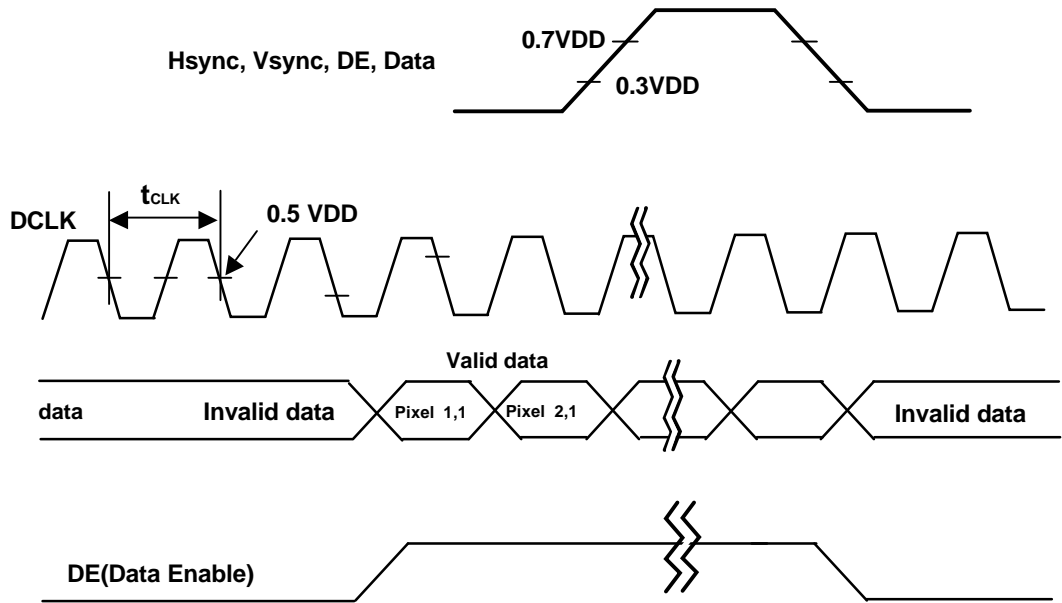 0.7VDD
Hsync, Vsync, DE, Data
0.3VDD
tCLK
DCLK
0.5 VDD
Valid data
data
Invalid data
Pixel 1,1
Pixel 2,1
Invalid data
DE(Data Enable)